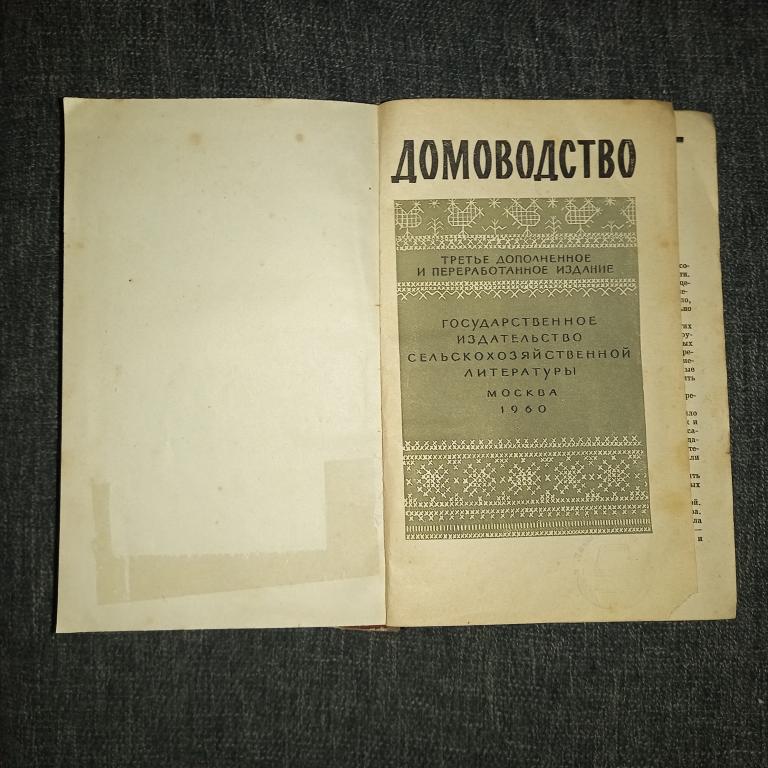 ДОМОВОДСТВО
ТРЕТЬЕ ДОПОЛНЕННОЕ
И ПЕРЕРАБОТАННОЕ ИЗДАНИЕ
ГОСУДАРСТВЕННОЕ
ИЗДАТЕЛЬСТВО
СЕЛЬСКОХОЗЯЙСТВЕННОЙ
ЛИТЕРАТУРЫ
МОСКВА
1960